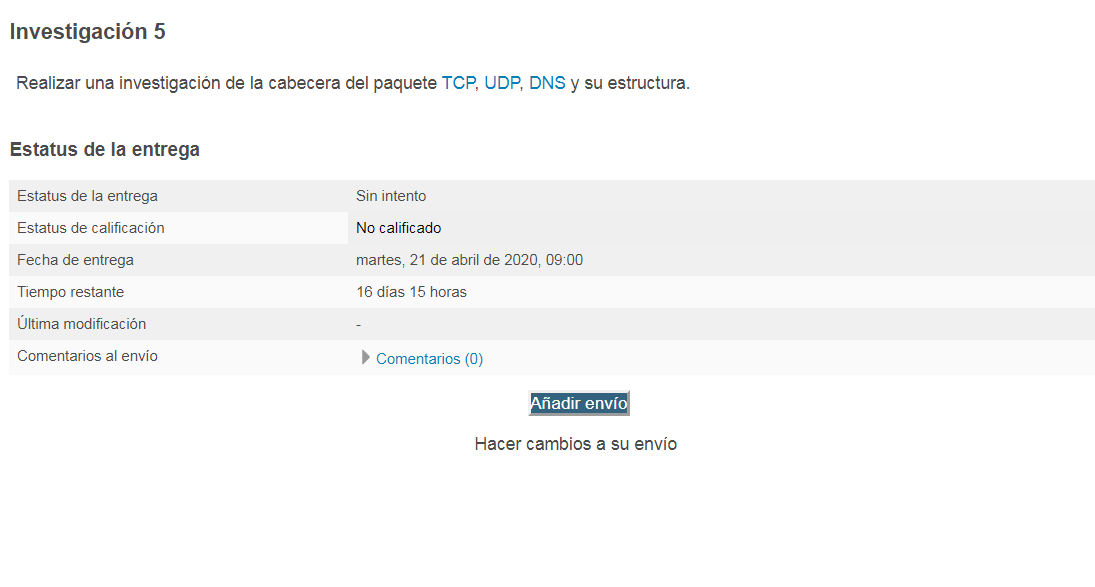 Investigación 5
Realizar una investigación de la cabecera del paquete TCP, UDP, DNS y su estructura.
Estatus de la entrega
Estatus de la entrega Sin intento
Estatus de calificación No calificado
Fecha de entrega martes, 21 de abril de 2020, 09:00
Tiempo restante 16 días 15 horas
Última modificación -
Comentarios al envío Comentarios (0)
Añadir envío
Hacer cambios a su envío